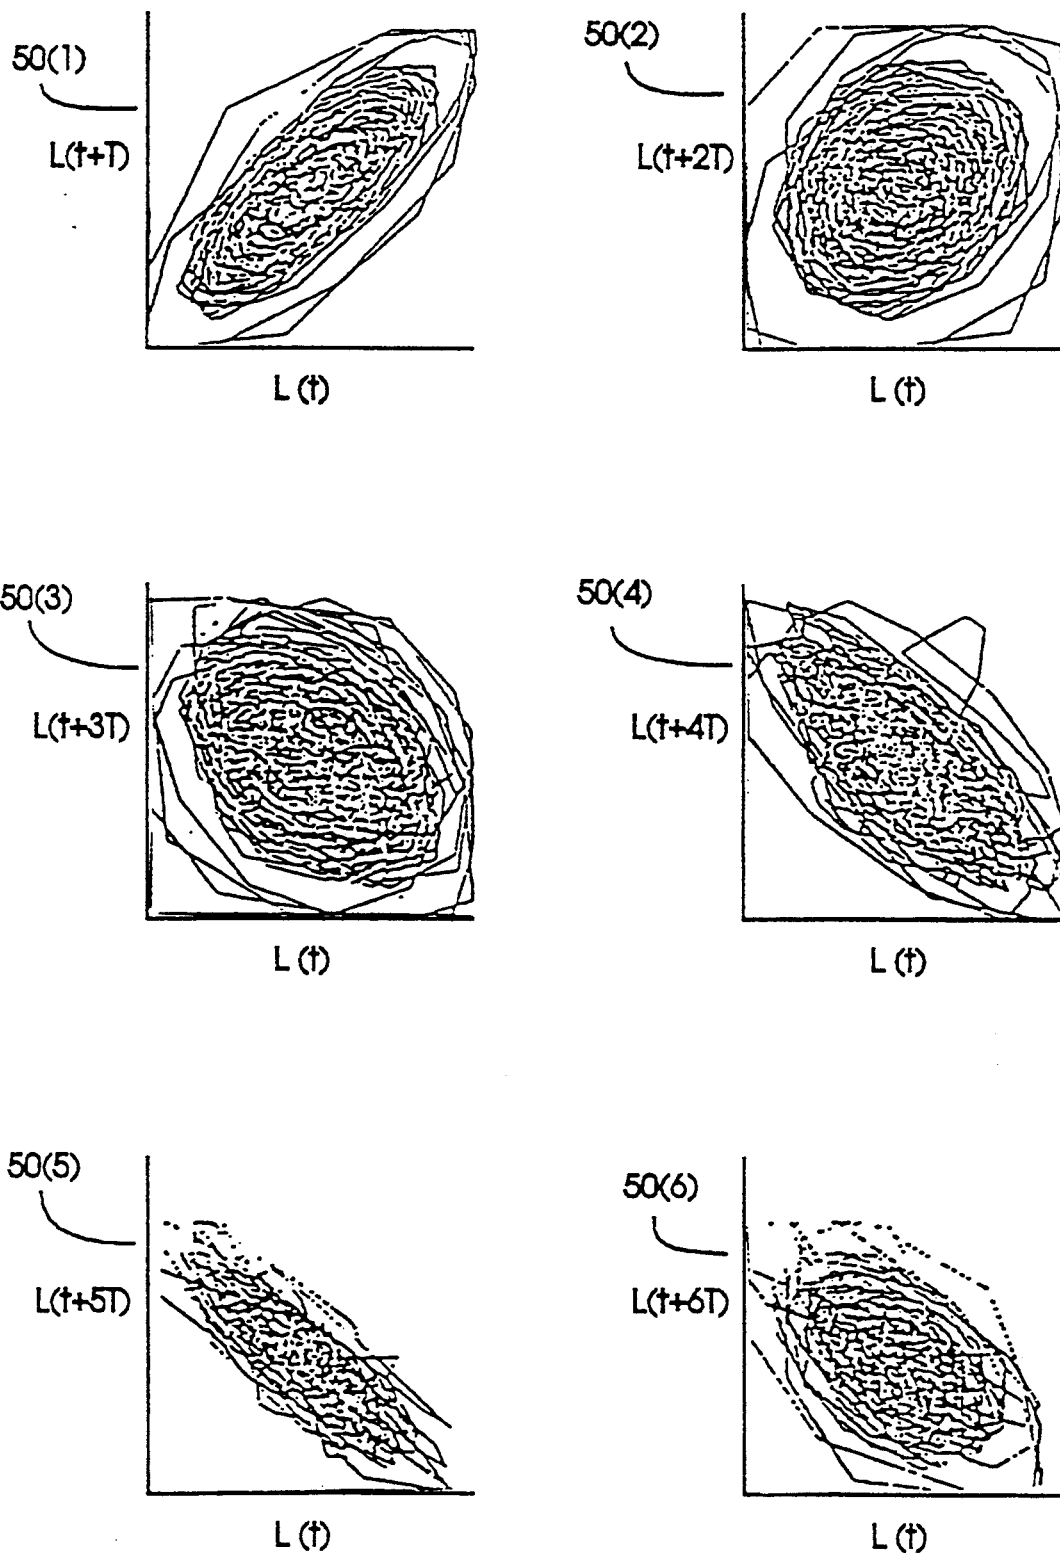 50(1)
L(t+T)
L (t)
50(2)
L(t+2T)
L (t)
50(3)
L(t+3T)
L (t)
50(4)
L(t+4T)
L (t)
50(5)
L(t+5T)
L (t)
50(6)
L(t+6T)
L (t)